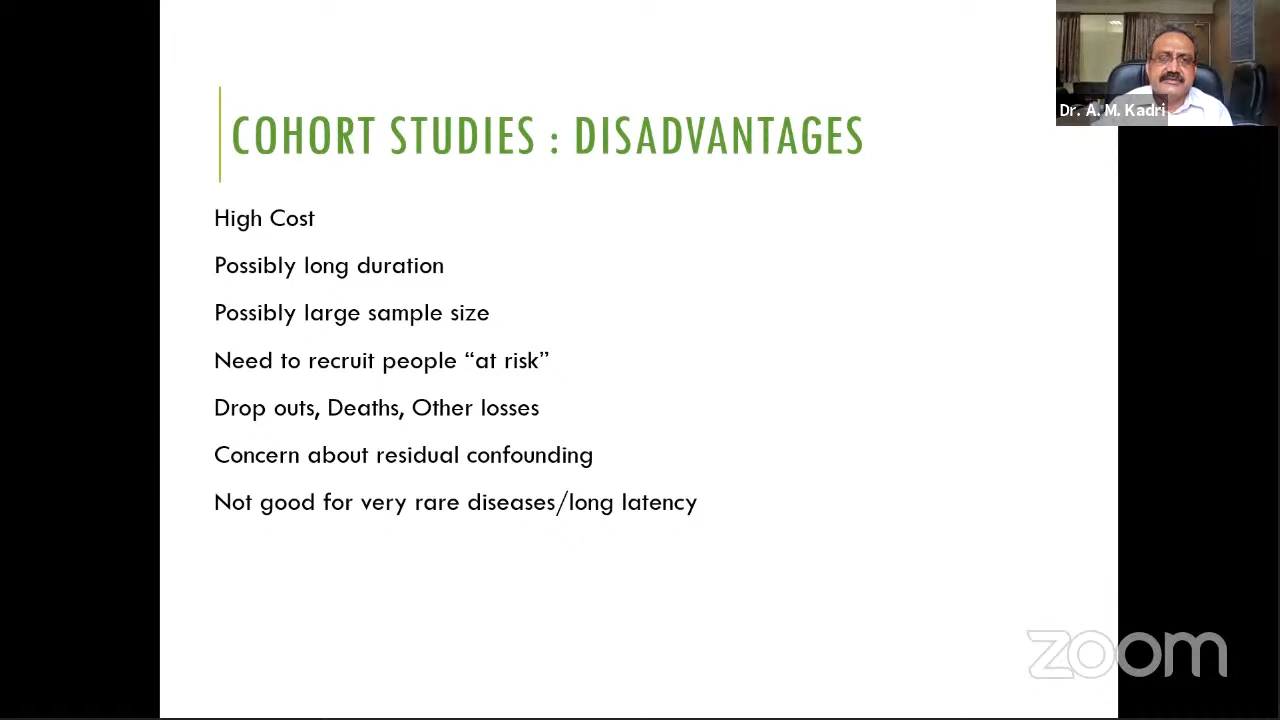 Dr. A. M. Kadri
COHORT STUDIES : DISADVANTAGES
High Cost
Possibly long duration
Possibly large sample size
Need to recruit people “at risk”
Drop outs, Deaths, Other losses
Concern about residual confounding
Not good for very rare diseases/long latency
zoom